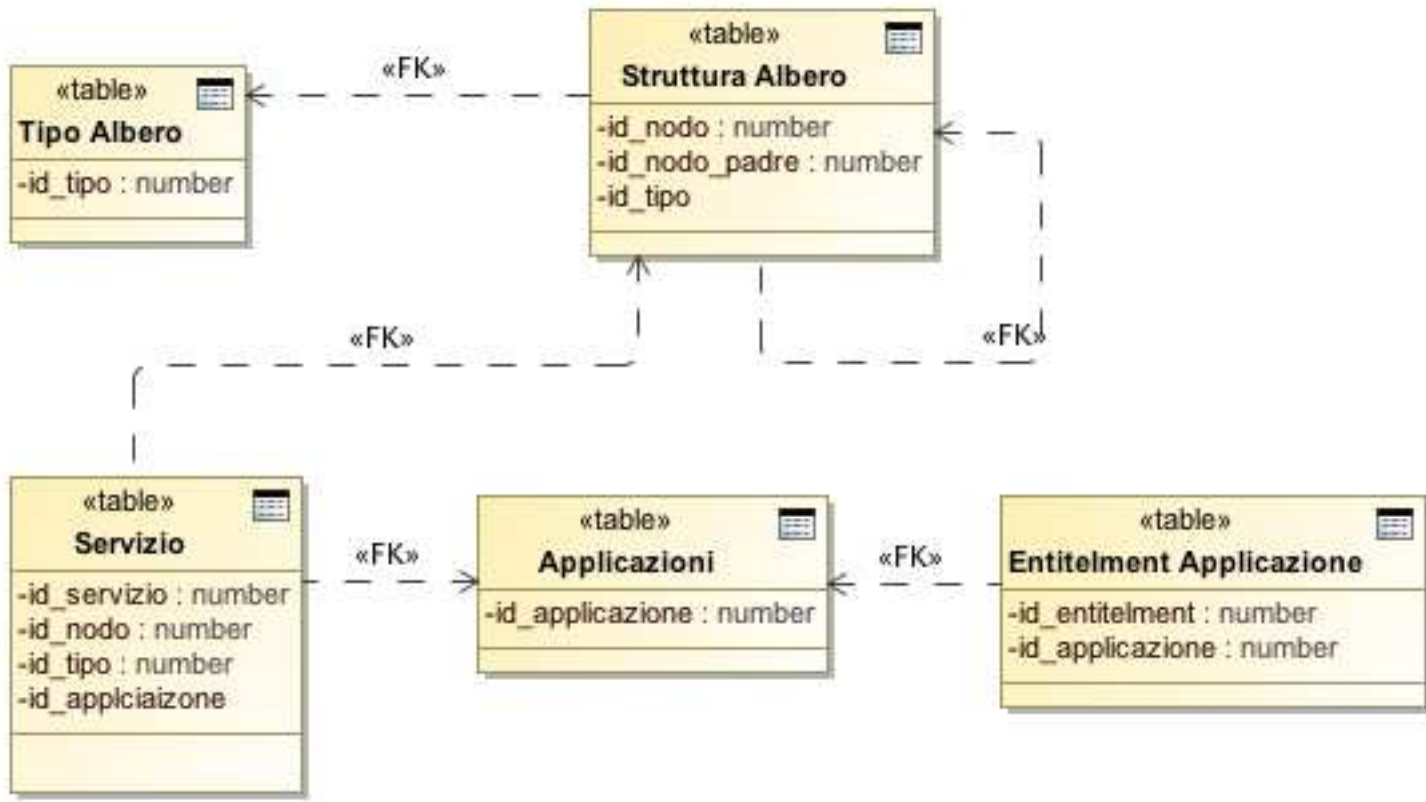 «table»
Struttura Albero
-id_nodo : number
-id_nodo_padre : number
-id_tipo
«FK»
«table»
Tipo Albero
-id_tipo : number
«FK»
«FK»
«table»
Servizio
-id_servizio : number
-id_nodo : number
-id_tipo : number
-id_applciaizone
«FK»
«table»
Applicazioni
-id_applicazione : number
«FK»
«table»
Entitelment Applicazione
-id_entitelment : number
-id_applicazione : number